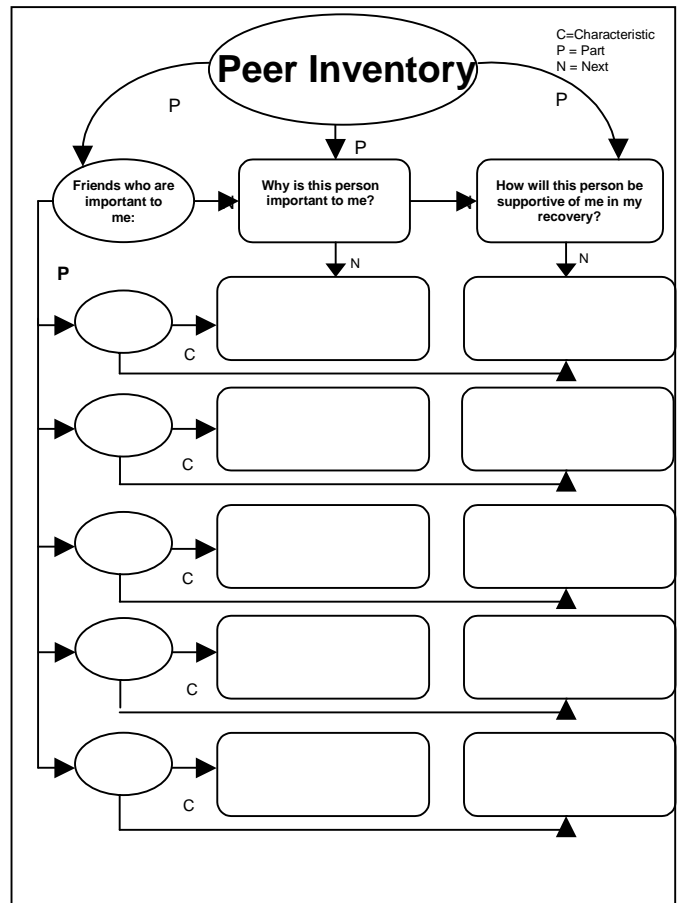 C=Characteristic
P = Part
N = Next
Peer Inventory
P
P
P
Friends who are
important to
me:
Why is this person
important to me?
How will this person be
supportive of me in my
recovery?
N
N
P
C
C
C
C
C